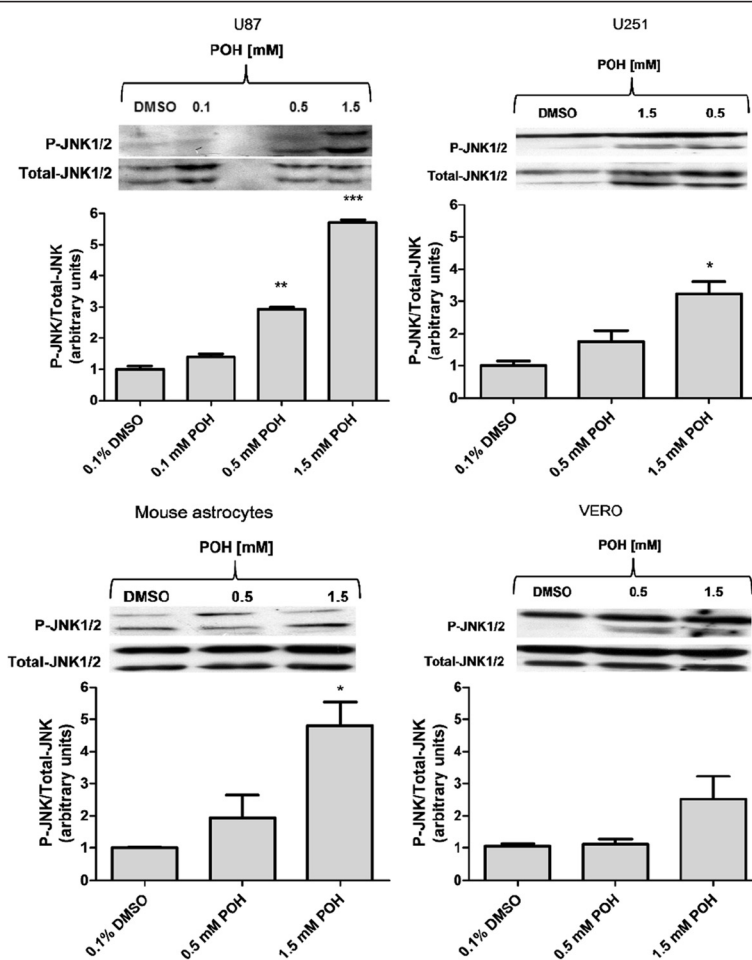 U87
POH [mM]
DMSO 0.1 0.5 1.5
P-JNK1/2
Total-JNK1/2
***
**
P-JNK/Total-JNK
(arbitrary units)
6
5
4
3
2
1
0
0.1% DMSO
0.1 mM POH
0.5 mM POH
1.5 mM POH
U251
POH [mM]
DMSO 1.5 0.5
P-JNK1/2
Total-JNK1/2
*
P-JNK/Total-JNK
(arbitrary units)
6
5
4
3
2
1
0
0.1% DMSO
0.5 mM POH
1.5 mM POH
Mouse astrocytes
POH [mM]
DMSO 0.5 1.5
P-JNK1/2
Total-JNK1/2
*
P-JNK/Total-JNK
(arbitrary units)
6
5
4
3
2
1
0
0.1% DMSO
0.5 mM POH
1.5 mM POH
VERO
POH [mM]
DMSO 0.5 1.5
P-JNK1/2
Total-JNK1/2
P-JNK/Total-JNK
(arbitrary units)
6
5
4
3
2
1
0
0.1% DMSO
0.5 mM POH
1.5 mM POH